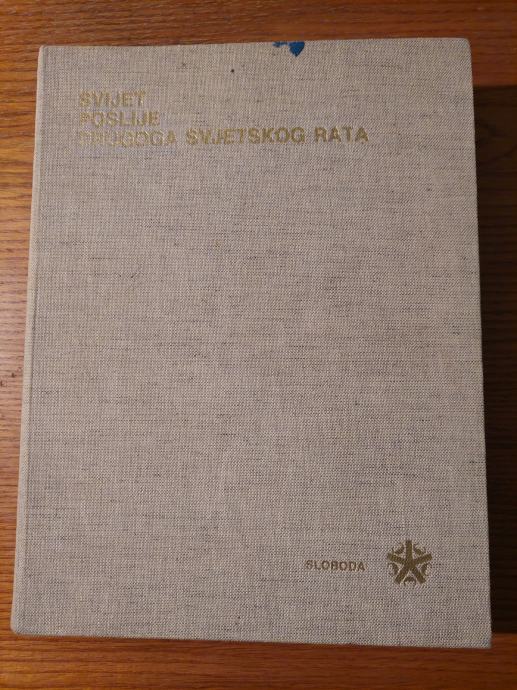 SVIJET
POSLIJE
DRUGOGA SVJETSKOG RATA
SLOBODA